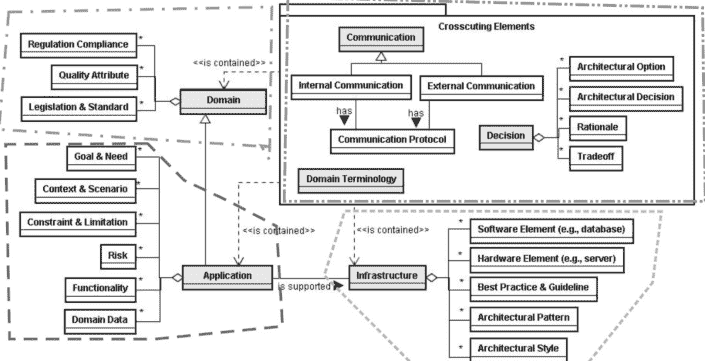 Crosscutting Elements
Communication
Regulation Compliance
*
Quality Attribute
*
Legislation & Standard
*
Domain
<<is contained>>
Internal Communication
External Communication
has
has
Communication Protocol
Decision
*
Architectural Option
*
Architectural Decision
*
Rationale
*
Tradeoff
Domain Terminology
Goal & Need
*
Context & Scenario
*
Constraint & Limitation
*
Risk
*
Functionality
*
Domain Data
*
Application
<<is contained>>
<<is contained>>
is supported
Infrastructure
*
Software Element (e.g., database)
*
Hardware Element (e.g., server)
*
Best Practice & Guideline
*
Architectural Pattern
*
Architectural Style